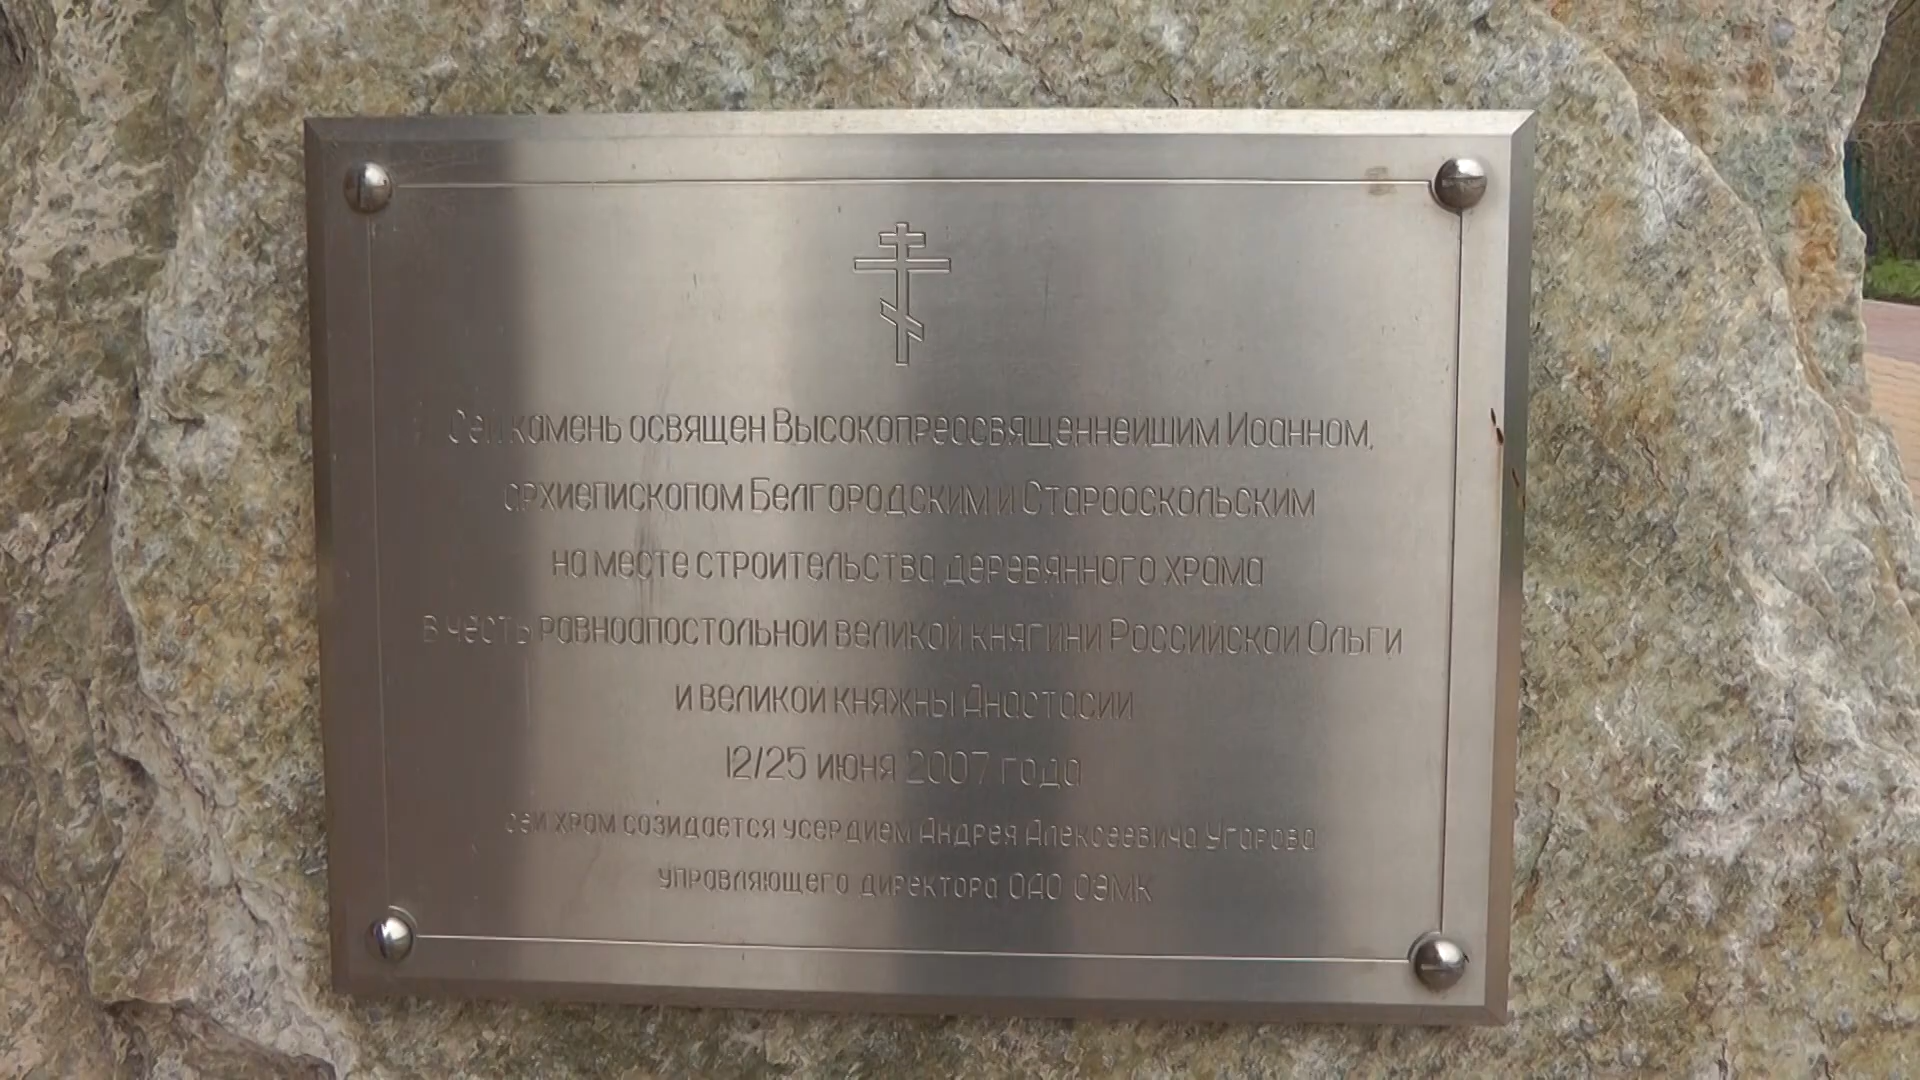 Сей камень освящен Высокопреосвященнейшим Иоанном,
архиепископом Белгородским и Старооскольским
на месте строительства деревянного храма
в честь равноапостольной великой княгини Российской Ольги
и великой княжны Анастасии
12/25 июня 2007 года
сей храм созидается усердием Андрея Алексеевича Угарова
управляющего директора ОАО ОЭМК